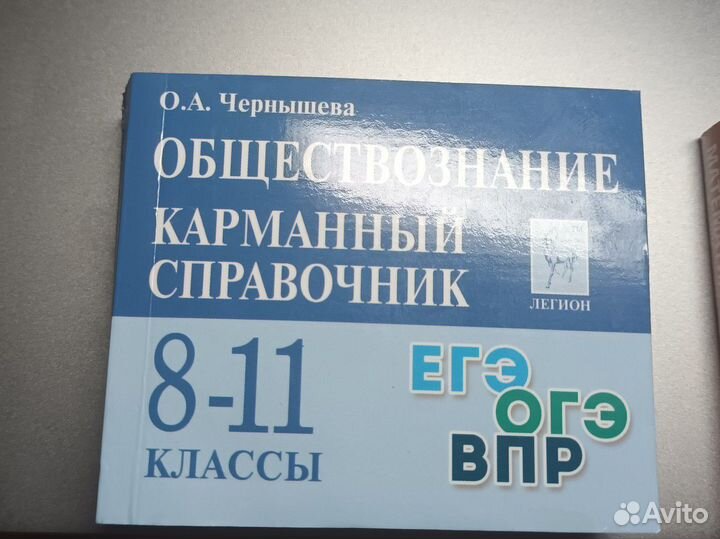 О.А. Чернышева
ОБЩЕСТВОЗНАНИЕ
КАРМАННЫЙ
СПРАВОЧНИК
ЛЕГИОН
8-11
КЛАССЫ
ЕГЭ
ОГЭ
ВПР
Avito